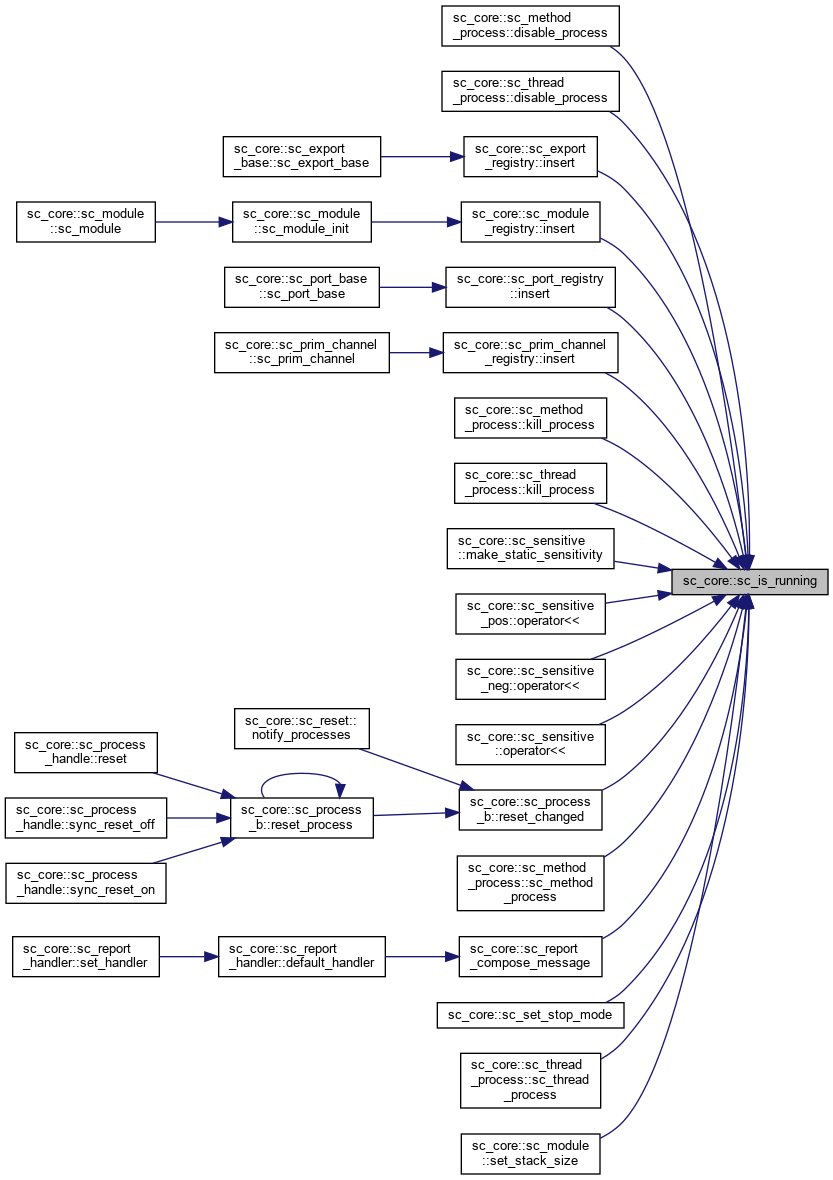 sc_core::sc_method
_process::disable_process
sc_core::sc_thread
_process::disable_process
sc_core::sc_export
_base::sc_export_base
sc_core::sc_export
_registry::insert
sc_core::sc_module
::sc_module
sc_core::sc_module
::sc_module_init
sc_core::sc_module
_registry::insert
sc_core::sc_port_base
::sc_port_base
sc_core::sc_port_registry
::insert
sc_core::sc_prim_channel
::sc_prim_channel
sc_core::sc_prim_channel
_registry::insert
sc_core::sc_method
_process::kill_process
sc_core::sc_thread
_process::kill_process
sc_core::sc_sensitive
::make_static_sensitivity
sc_core::sc_is_running
sc_core::sc_sensitive
_pos::operator<<
sc_core::sc_sensitive
_neg::operator<<
sc_core::sc_sensitive
::operator<<
sc_core::sc_reset::
notify_processes
sc_core::sc_process
_handle::reset
sc_core::sc_process
_handle::sync_reset_off
sc_core::sc_process
_b::reset_process
sc_core::sc_process
_b::reset_changed
sc_core::sc_process
_handle::sync_reset_on
sc_core::sc_method
_process::sc_method
_process
sc_core::sc_report
_handler::set_handler
sc_core::sc_report
_handler::default_handler
sc_core::sc_report
_compose_message
sc_core::sc_set_stop_mode
sc_core::sc_thread
_process::sc_thread
_process
sc_core::sc_module
::set_stack_size